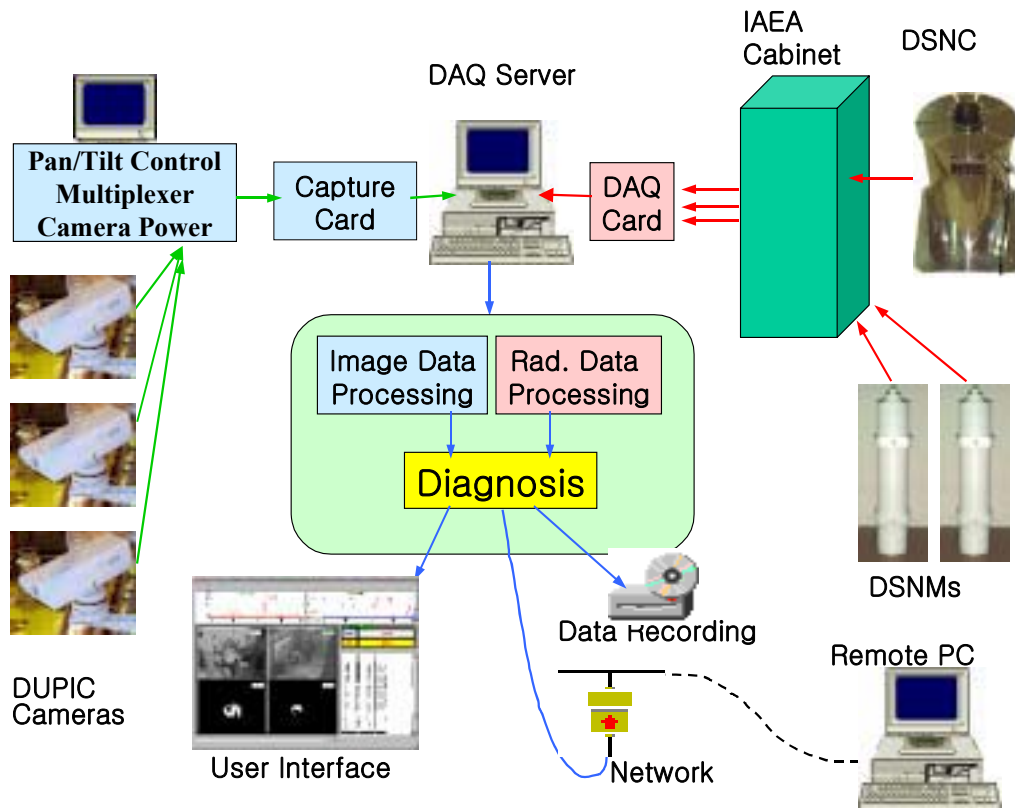 IAEA
Cabinet
DSNC
DAQ Server
Pan/Tilt Control
Multiplexer
Camera Power
Capture
Card
DAQ
Card
Image Data
Processing
Rad. Data
Processing
Diagnosis
DSNMs
Data Recording
Remote PC
DUPIC
Cameras
User Interface
Network